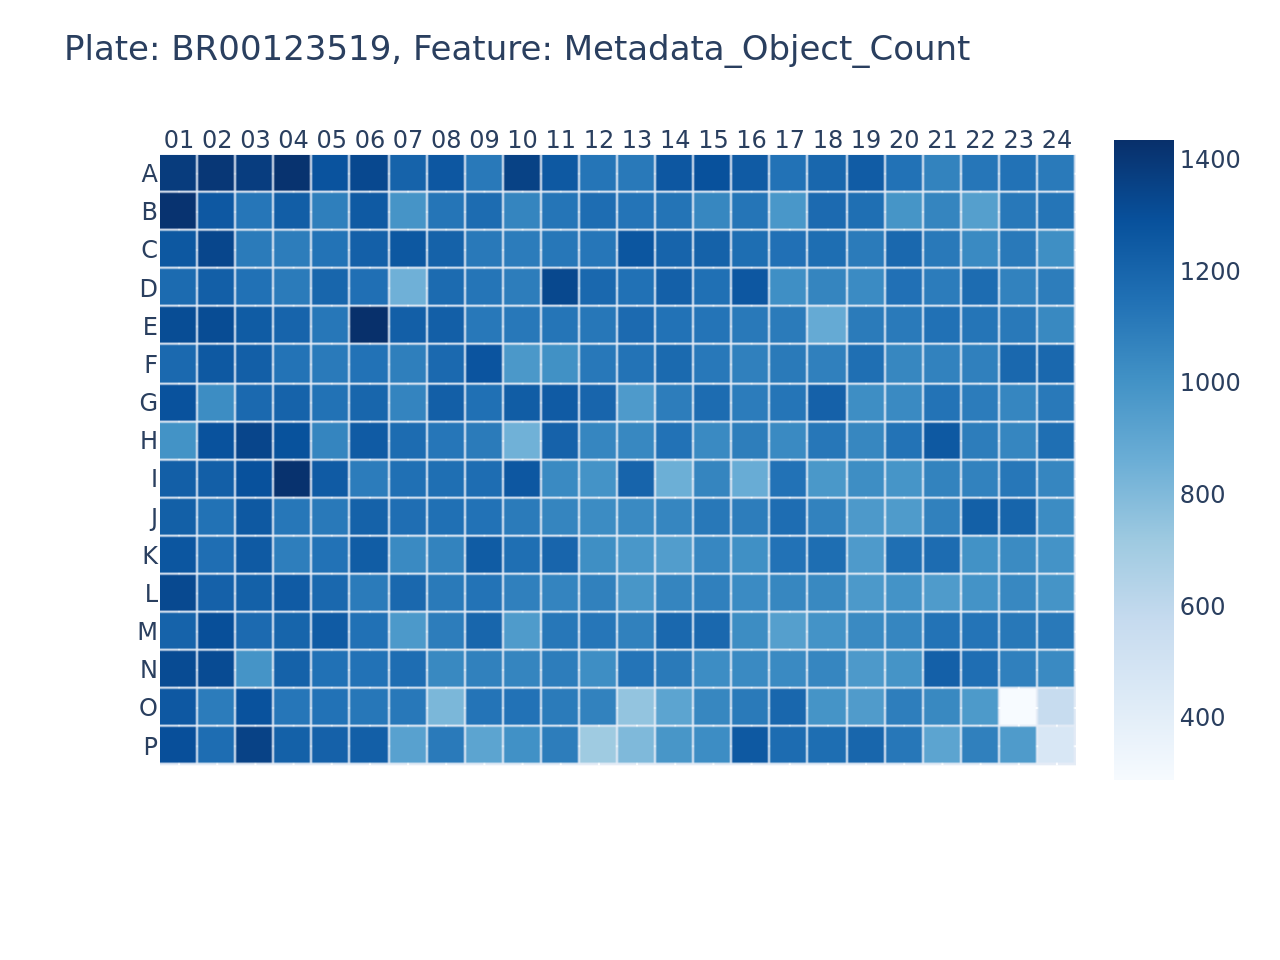 Plate: BR00123519, Feature: Metadata_Object_Count
01 02 03 04 05 06 07 08 09 10 11 12 13 14 15 16 17 18 19 20 21 22 23 24
A
B
C
D
E
F
G
H
I
J
K
L
M
N
O
P
1400
1200
1000
800
600
400